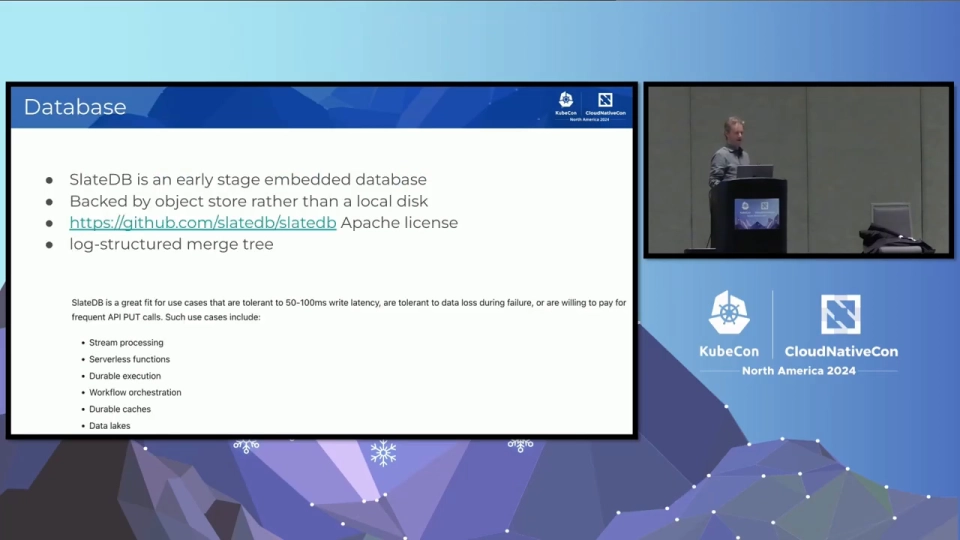 Database
KubeCon
CloudNativeCon
North America 2024
SlateDB is an early stage embedded database
Backed by object store rather than a local disk
https://github.com/slatedb/slatedb Apache license
log-structured merge tree
SlateDB is a great fit for use cases that are tolerant to 50-100ms write latency, are tolerant to data loss during failure, or are willing to pay for
frequent API PUT calls. Such use cases include:
Stream processing
Serverless functions
Durable execution
Workflow orchestration
Durable caches
Data lakes
KubeCon
CloudNativeCon
North America 2024